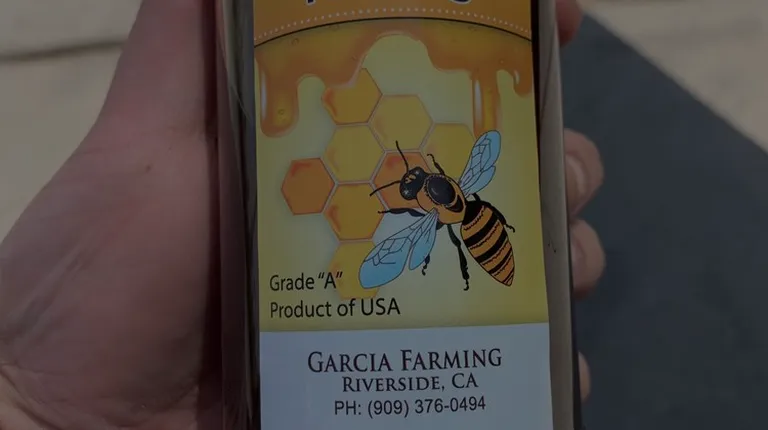 Grade "A"
Product of USA
GARCIA FARMING
RIVERSIDE, CA
PH: (909) 376-0494